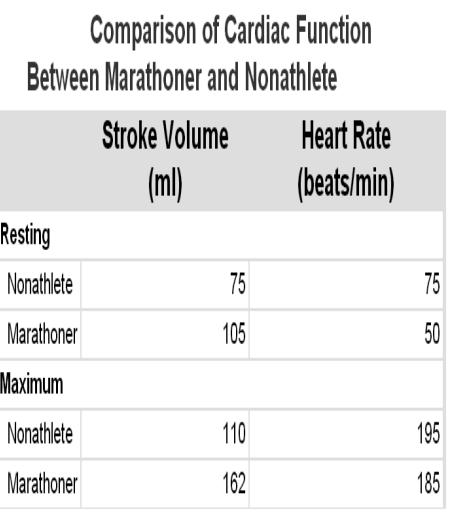 Comparison of Cardiac Function
Between Marathoner and Nonathlete
Stroke Volume Heart Rate
(ml) (beats/min)
Resting
Nonathlete 75 75
Marathoner 105 50
Maximum
Nonathlete 110 195
Marathoner 162 185